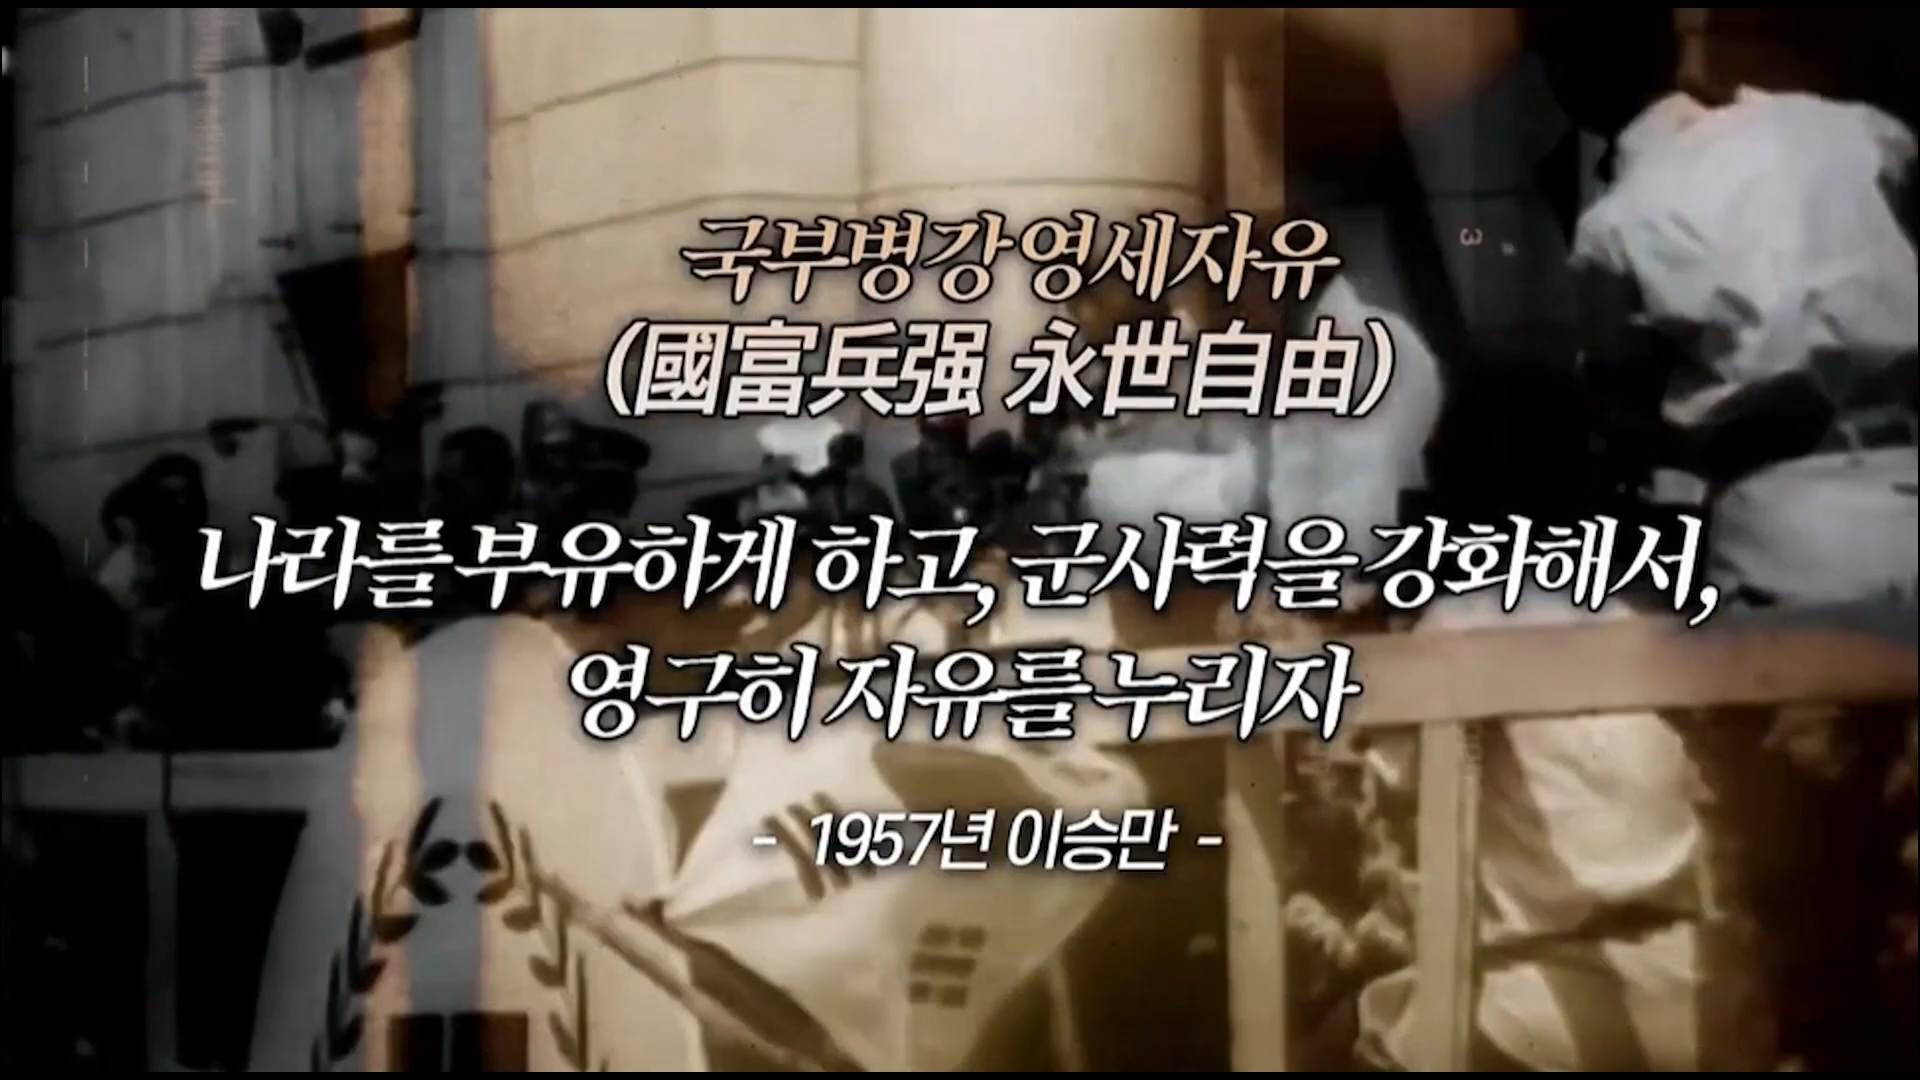 국부병강 영세자유
(國富兵强 永世自由)
나라를 부유하게 하고, 군사력을 강화해서,
영구히 자유를 누리자
- 1957년 이승만 -